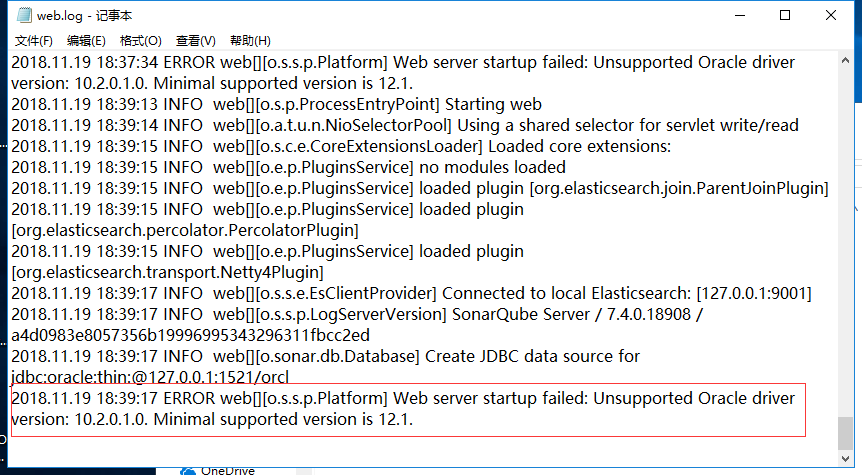 web.log - 记事本
文件(F) 编辑(E) 格式(O) 查看(V) 帮助(H)
2018.11.19 18:37:34 ERROR web[][o.s.s.p.Platform] Web server startup failed: Unsupported Oracle driver
version: 10.2.0.1.0. Minimal supported version is 12.1.
2018.11.19 18:39:13 INFO  web[][o.s.p.ProcessEntryPoint] Starting web
2018.11.19 18:39:14 INFO  web[][o.a.t.u.n.NioSelectorPool] Using a shared selector for servlet write/read
2018.11.19 18:39:15 INFO  web[][o.s.c.e.CoreExtensionsLoader] Loaded core extensions:
2018.11.19 18:39:15 INFO  web[][o.e.p.PluginsService] no modules loaded
2018.11.19 18:39:15 INFO  web[][o.e.p.PluginsService] loaded plugin [org.elasticsearch.join.ParentJoinPlugin]
2018.11.19 18:39:15 INFO  web[][o.e.p.PluginsService] loaded plugin
[org.elasticsearch.percolator.PercolatorPlugin]
2018.11.19 18:39:15 INFO  web[][o.e.p.PluginsService] loaded plugin
[org.elasticsearch.transport.Netty4Plugin]
2018.11.19 18:39:17 INFO  web[][o.s.s.e.EsClientProvider] Connected to local Elasticsearch: [127.0.0.1:9001]
2018.11.19 18:39:17 INFO  web[][o.s.s.p.LogServerVersion] SonarQube Server / 7.4.0.18908 /
a4d0983e8057356b19996995343296311fbcc2ed
2018.11.19 18:39:17 INFO  web[][o.sonar.db.Database] Create JDBC data source for
jdbc:oracle:thin:@127.0.0.1:1521/orcl
2018.11.19 18:39:17 ERROR web[][o.s.s.p.Platform] Web server startup failed: Unsupported Oracle driver
version: 10.2.0.1.0. Minimal supported version is 12.1.
OneDrive